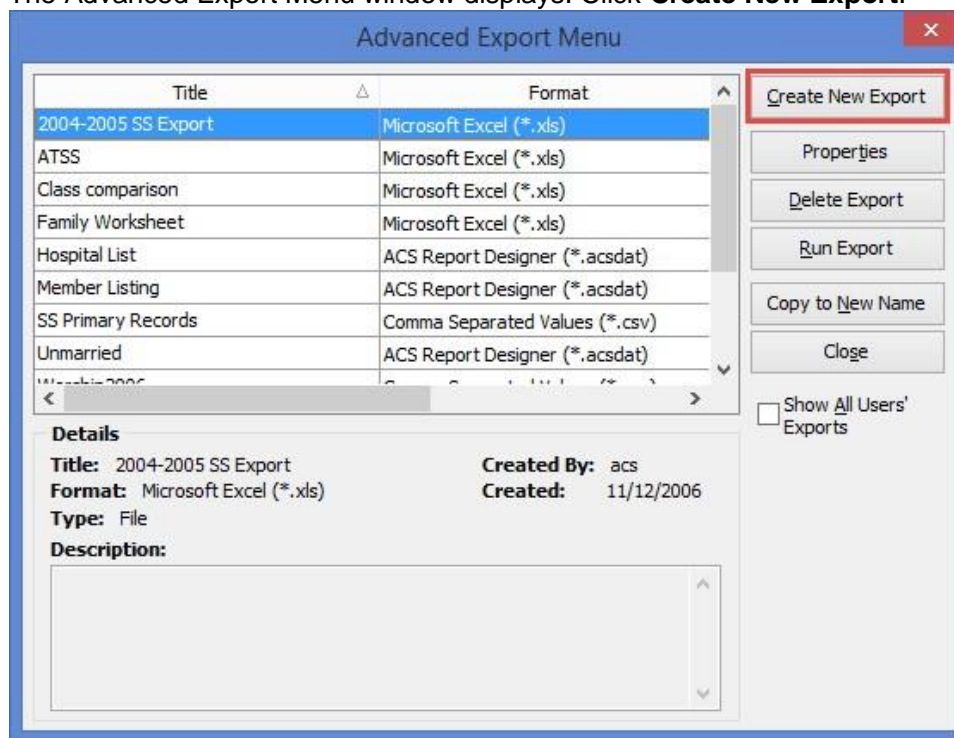 The Advanced Export Menu window displays. Click Create New Export.
Advanced Export Menu
Title Format
2004-2005 SS Export Microsoft Excel (*.xls)
ATSS Microsoft Excel (*.xls)
Class comparison Microsoft Excel (*.xls)
Family Worksheet Microsoft Excel (*.xls)
Hospital List ACS Report Designer (*.acsdat)
Member Listing ACS Report Designer (*.acsdat)
SS Primary Records Comma Separated Values (*.csv)
Unmarried ACS Report Designer (*.acsdat)
Create New Export
Properties
Delete Export
Run Export
Copy to New Name
Close
Show All Users'
Exports
Details
Title: 2004-2005 SS Export Created By: acs
Format: Microsoft Excel (*.xls) Created: 11/12/2006
Type: File
Description: